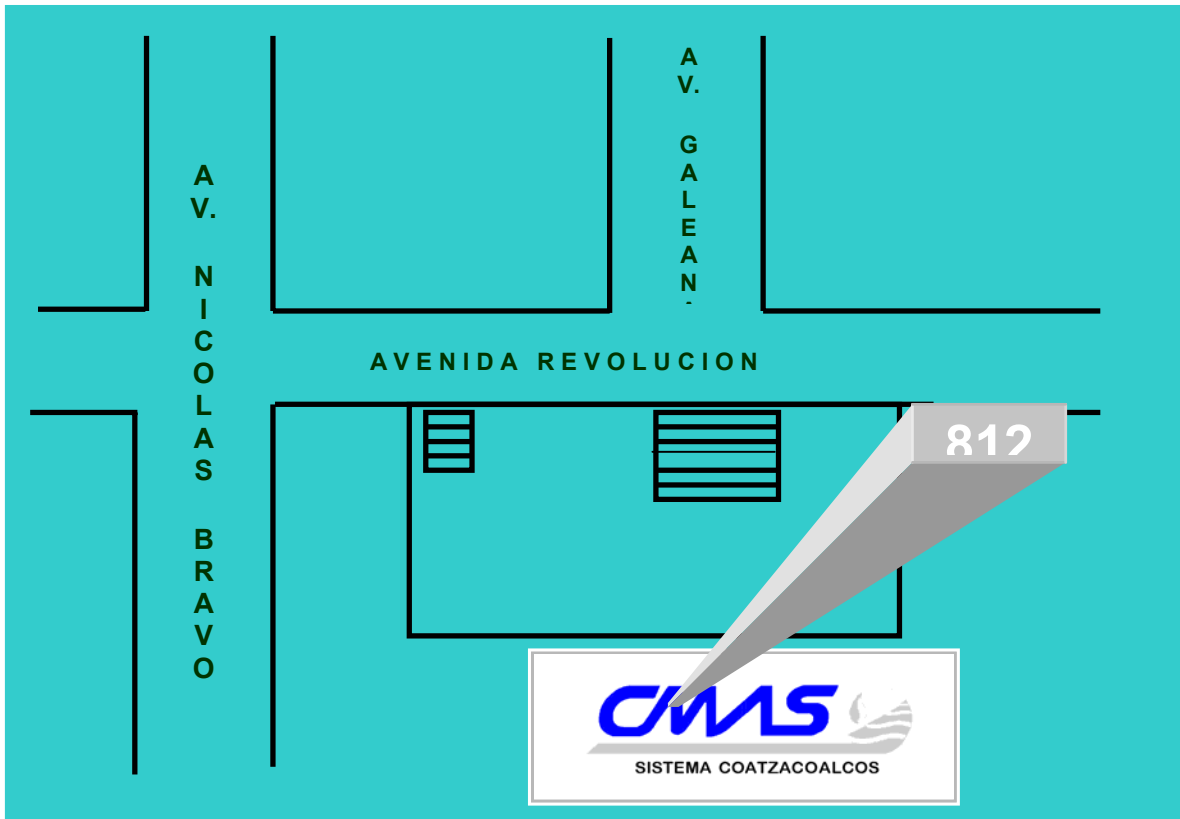 AV. GALEAN
AV. NICOLAS BRAVO
AVENIDA REVOLUCION
812
CMAS
SISTEMA COATZACOALCOS